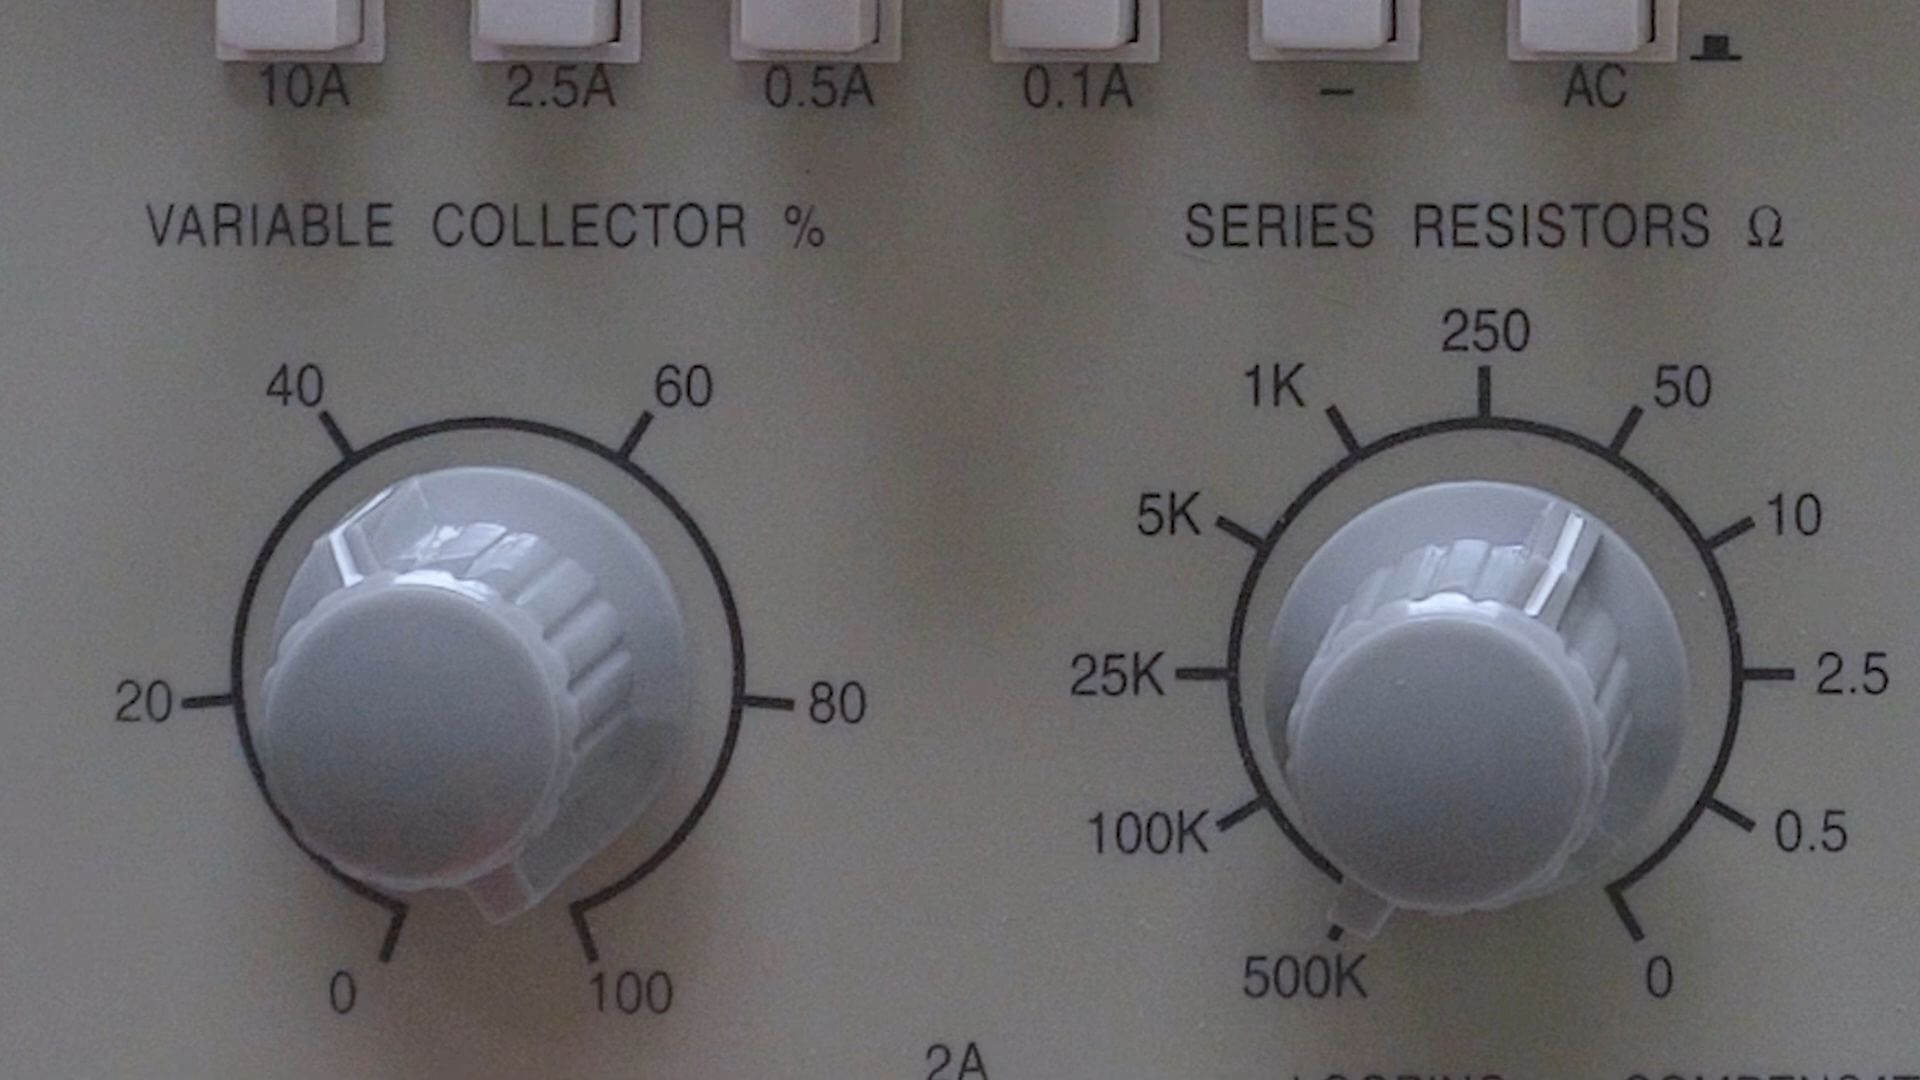 10A 2.5A 0.5A 0.1A – AC
VARIABLE COLLECTOR %
40 60
20 80
0 100
SERIES RESISTORS Ω
250
1K 50
5K 10
25K 2.5
100K 0.5
500K 0
2A